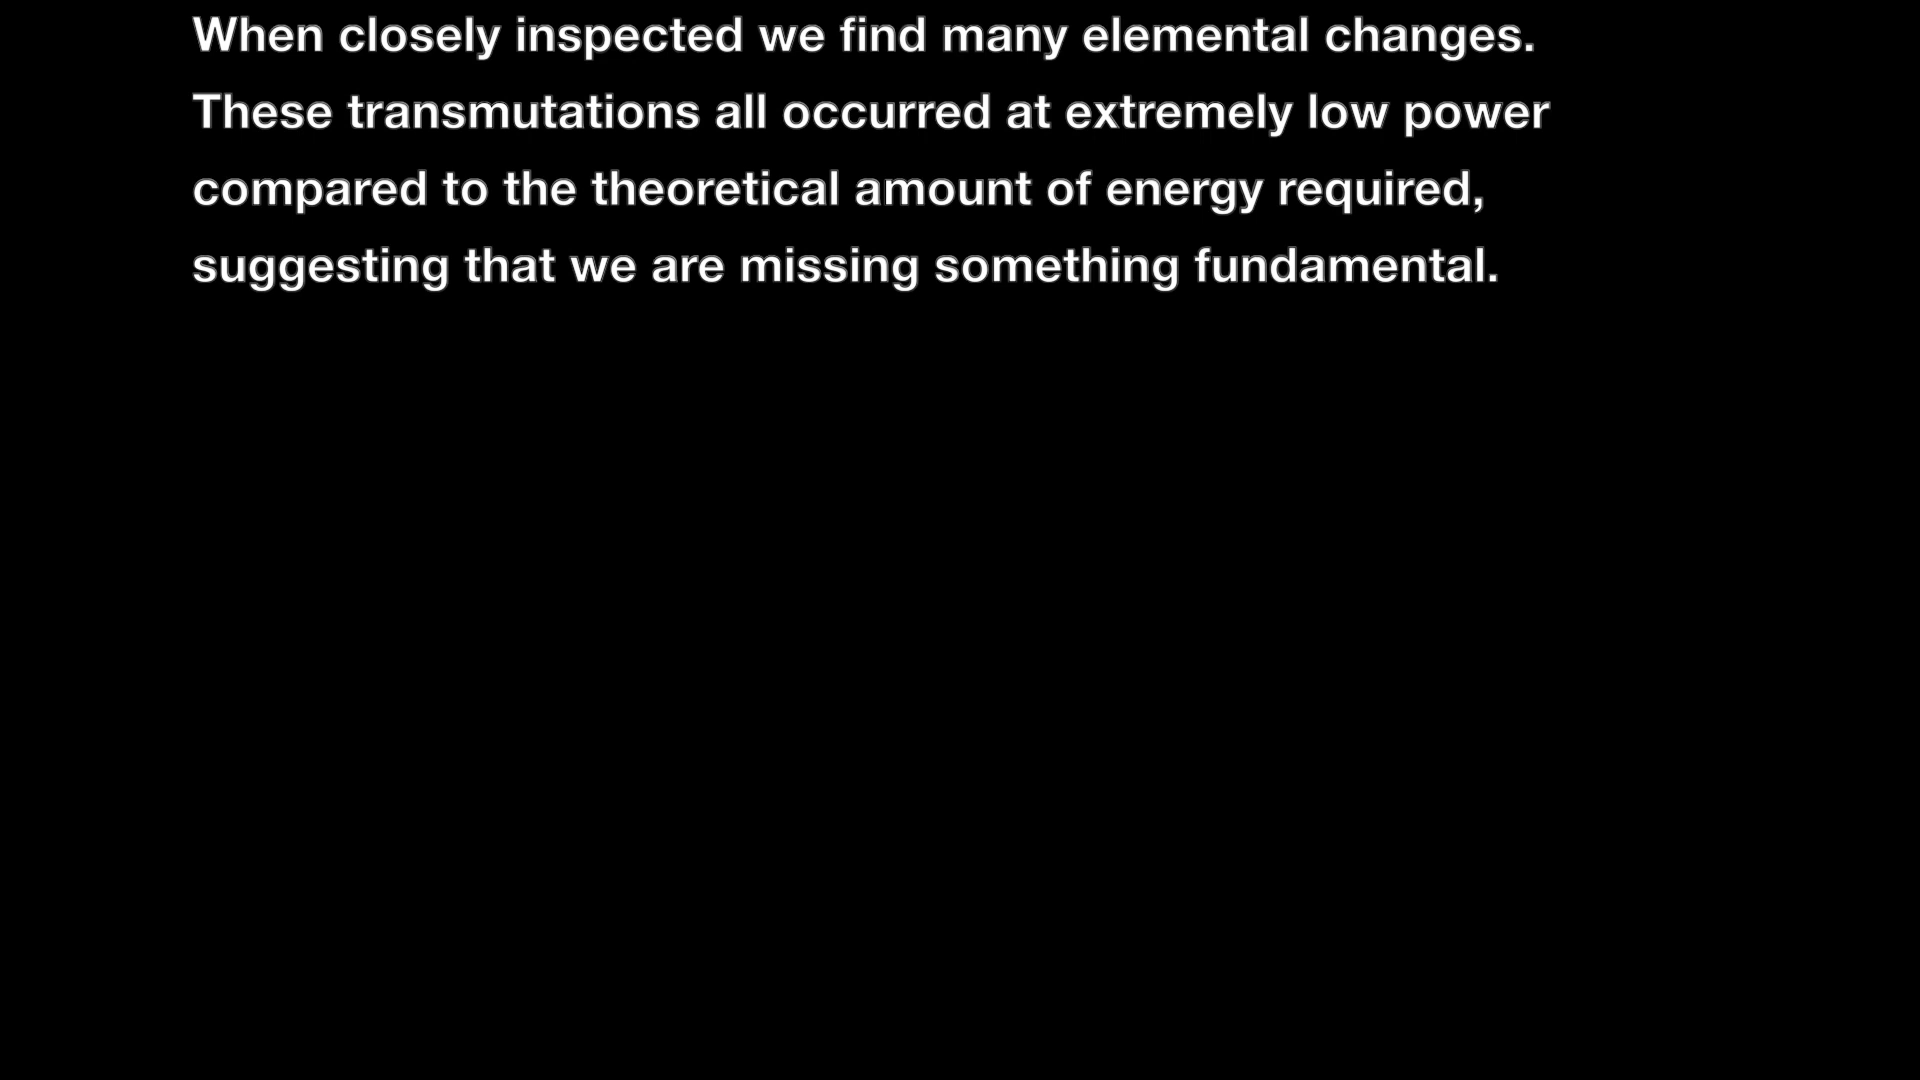 When closely inspected we find many elemental changes.
These transmutations all occurred at extremely low power
compared to the theoretical amount of energy required,
suggesting that we are missing something fundamental.